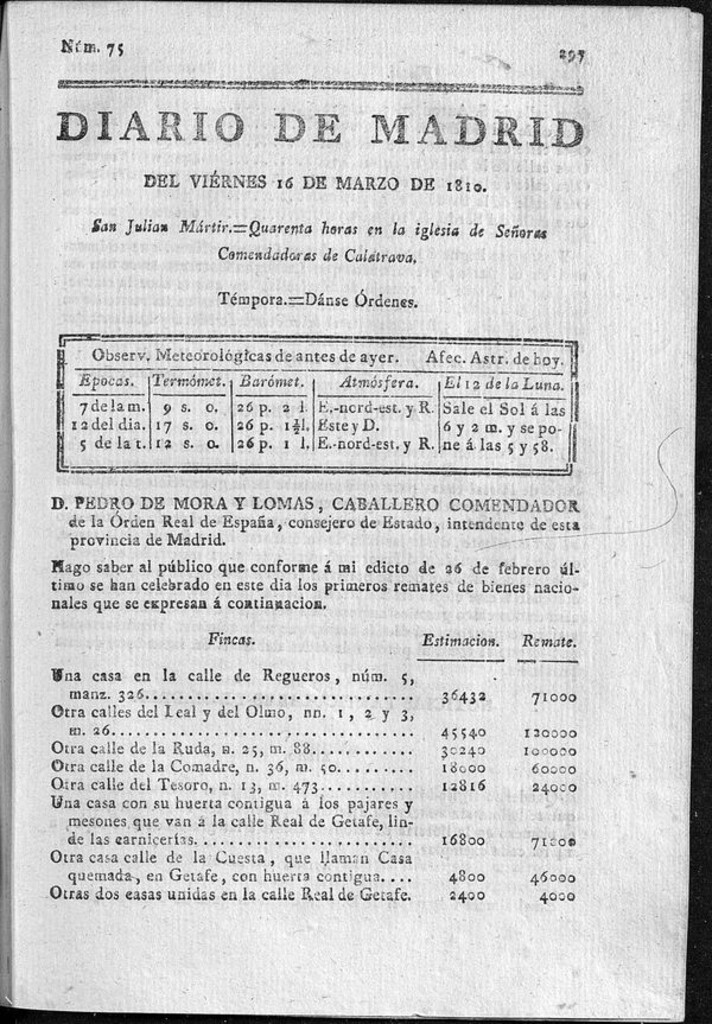 Núm. 75
297
DIARIO DE MADRID
DEL VIÉRNES 16 DE MARZO DE 1810.
San Julian Mártir.=Quarenta horas en la iglesia de Señoras
Comendadoras de Calatrava.
Témpora.=Dánse Órdenes.
Observ. Meteorológicas de antes de ayer. Afec. Astr. de hoy.
Epocas. Termómet. Barómet. Atmósfera. El 12 de la Luna.
7 de la m. 9 s. 0. 26 p. 2 l. E.-nord-est. y R. Sale el Sol á las
12 del dia. 17 s. 0. 26 p. 1½l. Este y D. 6 y 2 m. y se po-
5 de la t. 12 s. 0. 26 p. 1 l. E.-nord-est. y R. ne á las 5 y 58.
D. PEDRO DE MORA Y LOMAS, CABALLERO COMENDADOR
de la Órden Real de España, consejero de Estado, intendente de esta
provincia de Madrid.
Hago saber al público que conforme á mi edicto de 26 de febrero úl-
timo se han celebrado en este dia los primeros remates de bienes nacio-
nales que se expresan á continuacion.
Fincas. Estimacion. Remate.
Una casa en la calle de Regueros, núm. 5,
manz. 326.............................. 36432 71000
Otra calles del Leal y del Olmo, nn. 1, 2 y 3,
m. 26.................................. 45540 120000
Otra calle de la Ruda, n. 25, m. 88............ 30240 100000
Otra calle de la Comadre, n. 36, m. 50......... 18000 60000
Otra calle del Tesoro, n. 13, m. 473........... 12816 24000
Una casa con su huerta contigua á los pajares y
mesones que van á la calle Real de Getafe, lin-
de las carnicerías......................... 16800 71000
Otra casa calle de la Cuesta, que llaman Casa
quemada, en Getafe, con huerta contigua.... 4800 46000
Otras dos casas unidas en la calle Real de Getafe. 2400 4000